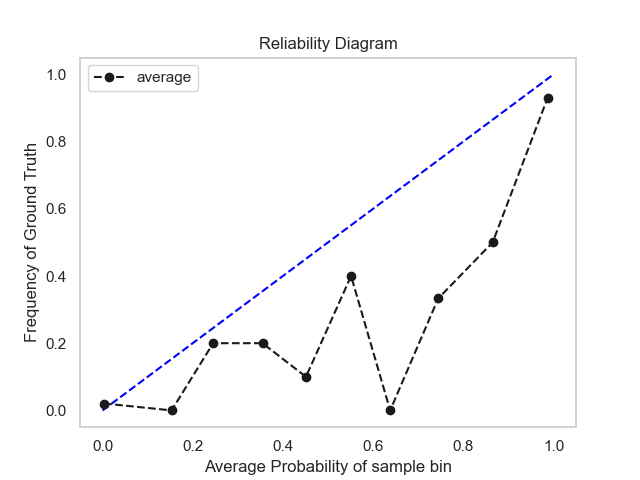 Reliability Diagram
average
Frequency of Ground Truth
1.0
0.8
0.6
0.4
0.2
0.0
0.0 0.2 0.4 0.6 0.8 1.0
Average Probability of sample bin